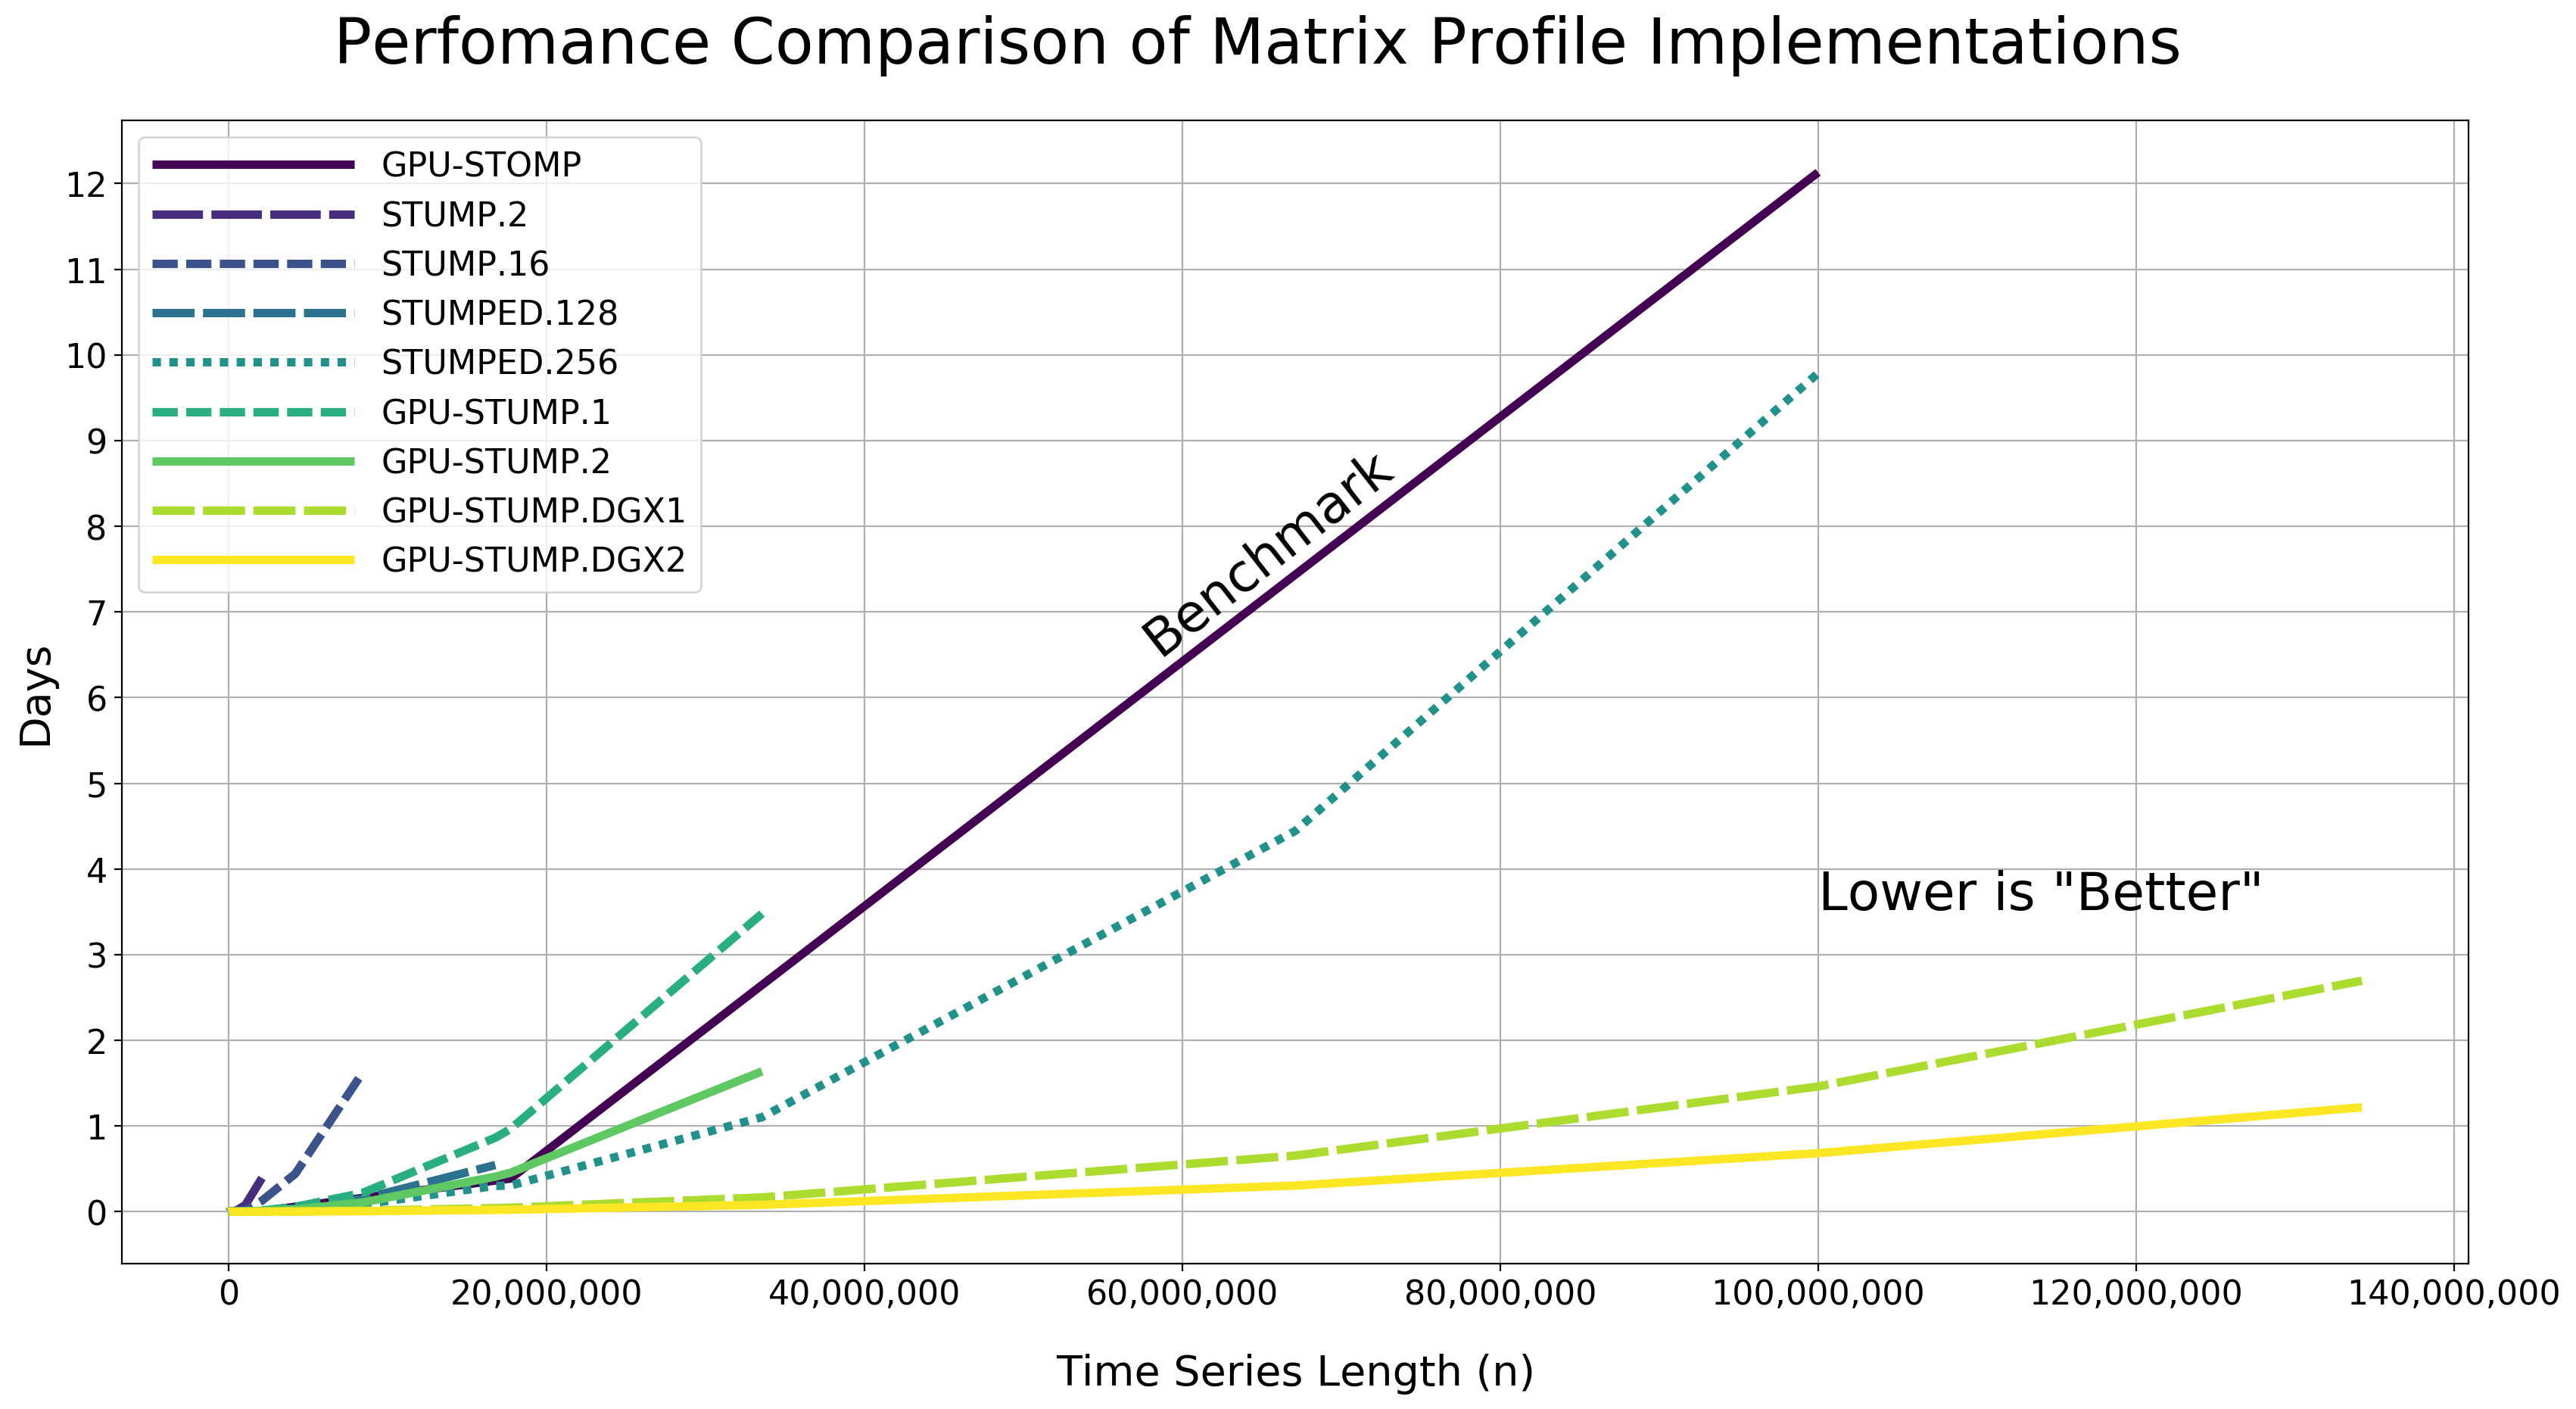 Perfomance Comparison of Matrix Profile Implementations
GPU-STOMP
STUMP.2
STUMP.16
STUMPED.128
STUMPED.256
GPU-STUMP.1
GPU-STUMP.2
GPU-STUMP.DGX1
GPU-STUMP.DGX2
12
11
10
9
8
7
6
5
4
3
2
1
0
Days
Benchmark
Lower is "Better"
0 20,000,000 40,000,000 60,000,000 80,000,000 100,000,000 120,000,000 140,000,000
Time Series Length (n)